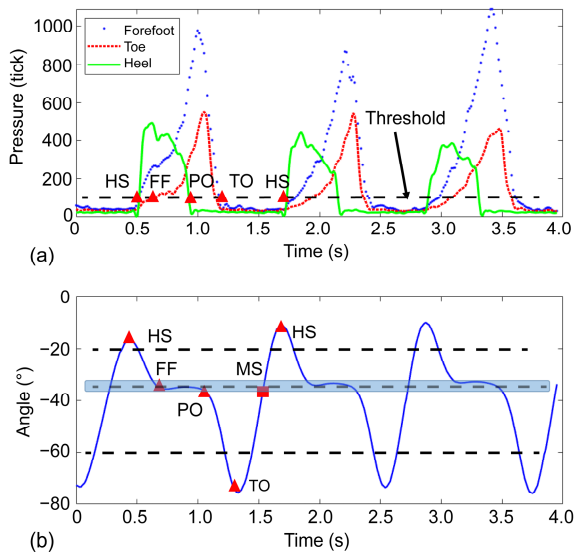 1000
800
600
400
200
0
Pressure (tick)
Forefoot
Toe
Heel
Threshold
HS FF PO TO HS
0 0.5 1.0 1.5 2.0 2.5 3.0 3.5 4.0
Time (s)
(a)
0
−20
−40
−60
−80
Angle (°)
HS HS
FF MS
PO
TO
0 0.5 1.0 1.5 2.0 2.5 3.0 3.5 4.0
Time (s)
(b)